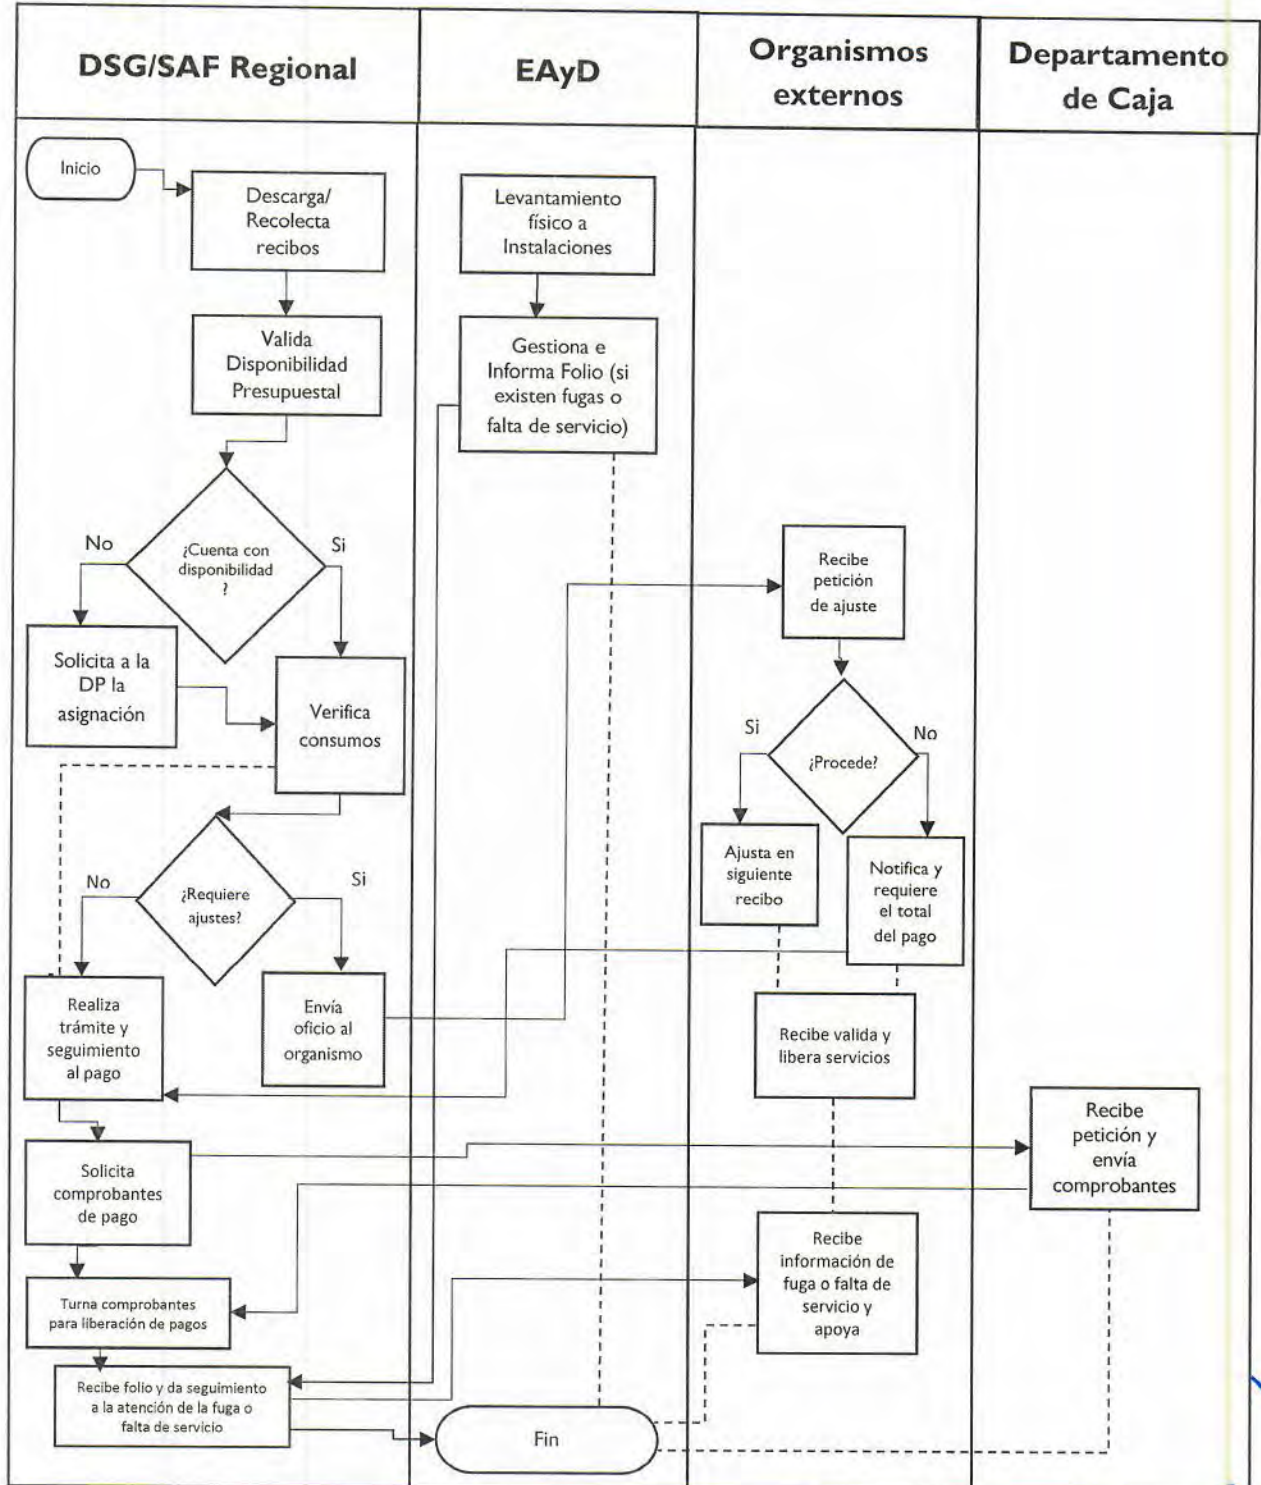 DSG/SAF Regional
EAyD
Organismos
externos
Departamento
de Caja
Inicio
Descarga/
Recolecta
recibos
Levantamiento
físico a
Instalaciones
Valida
Disponibilidad
Presupuestal
Gestiona e
Informa Folio (si
existen fugas o
falta de servicio)
No
¿Cuenta con
disponibilidad
?
Si
Recibe
petición
de ajuste
Solicita a la
DP la
asignación
Verifica
consumos
Si
¿Procede?
No
Ajusta en
siguiente
recibo
Notifica y
requiere
el total
del pago
No
¿Requiere
ajustes?
Si
Realiza
trámite y
seguimiento
al pago
Envía
oficio al
organismo
Recibe valida y
libera servicios
Recibe
petición y
envía
comprobantes
Solicita
comprobantes
de pago
Recibe
información de
fuga o falta de
servicio y
apoya
Turna comprobantes
para liberación de pagos
Recibe folio y da seguimiento
a la atención de la fuga o
falta de servicio
Fin